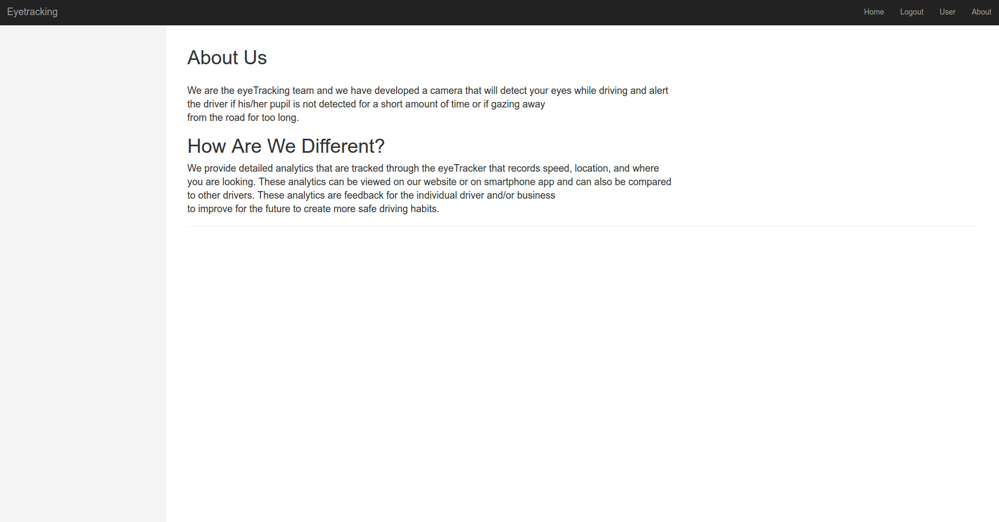 Eyetracking
Home
Logout
User
About
About Us
We are the eyeTracking team and we have developed a camera that will detect your eyes while driving and alert
the driver if his/her pupil is not detected for a short amount of time or if gazing away
from the road for too long.
How Are We Different?
We provide detailed analytics that are tracked through the eyeTracker that records speed, location, and where
you are looking. These analytics can be viewed on our website or on smartphone app and can also be compared
to other drivers. These analytics are feedback for the individual driver and/or business
to improve for the future to create more safe driving habits.